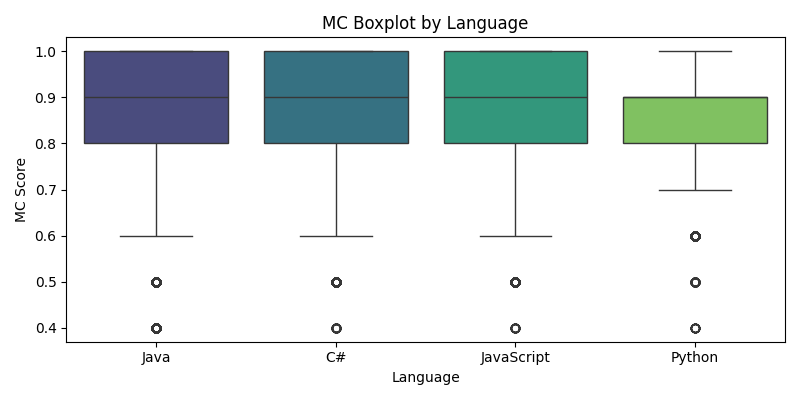 MC Boxplot by Language
MC Score
1.0
0.9
0.8
0.7
0.6
0.5
0.4
Java
C#
JavaScript
Python
Language